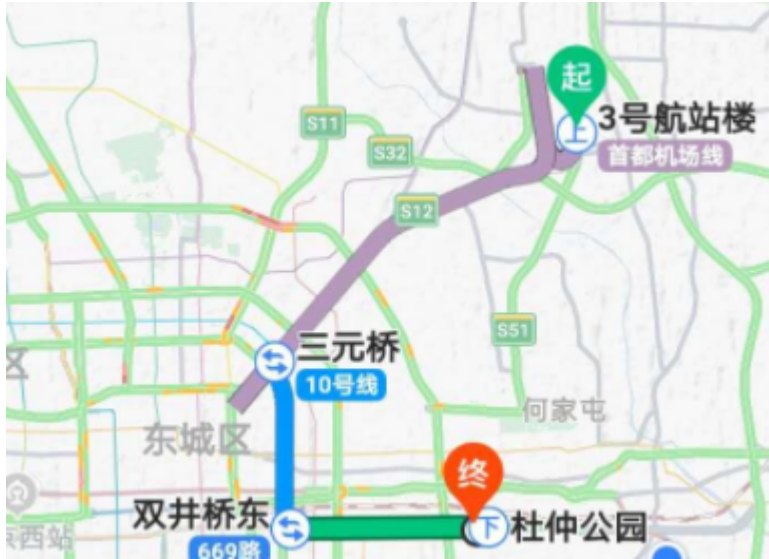 起
3号航站楼
首都机场线
S11
S32
S12
S51
三元桥
10号线
区
何家屯
东城区
终
双井桥东
下
杜仲公园
669路
京西站
上